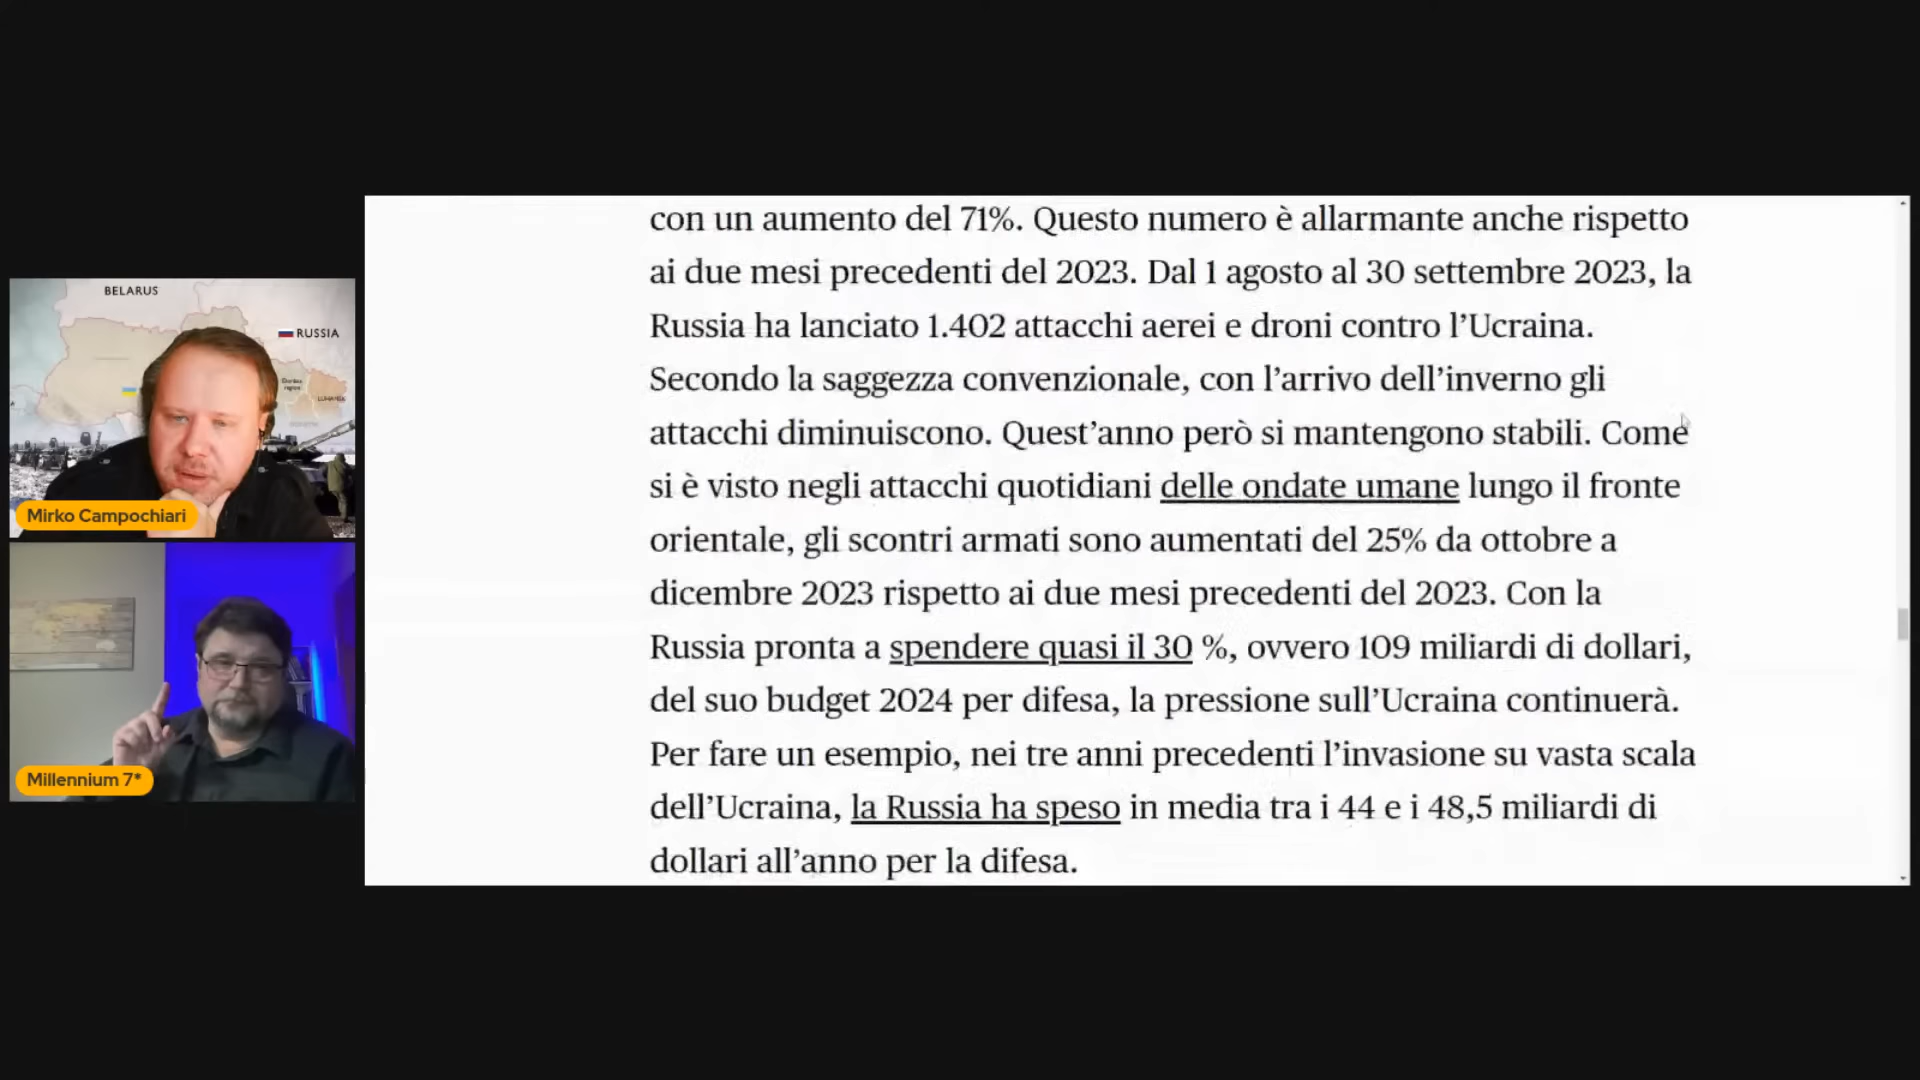 BELARUS
RUSSIA
Mirko Campochiari
Millennium 7*
con un aumento del 71%. Questo numero è allarmante anche rispetto
ai due mesi precedenti del 2023. Dal 1 agosto al 30 settembre 2023, la
Russia ha lanciato 1.402 attacchi aerei e droni contro l’Ucraina.
Secondo la saggezza convenzionale, con l’arrivo dell’inverno gli
attacchi diminuiscono. Quest’anno però si mantengono stabili. Come
si è visto negli attacchi quotidiani delle ondate umane lungo il fronte
orientale, gli scontri armati sono aumentati del 25% da ottobre a
dicembre 2023 rispetto ai due mesi precedenti del 2023. Con la
Russia pronta a spendere quasi il 30 %, ovvero 109 miliardi di dollari,
del suo budget 2024 per difesa, la pressione sull’Ucraina continuerà.
Per fare un esempio, nei tre anni precedenti l’invasione su vasta scala
dell’Ucraina, la Russia ha speso in media tra i 44 e i 48,5 miliardi di
dollari all’anno per la difesa.